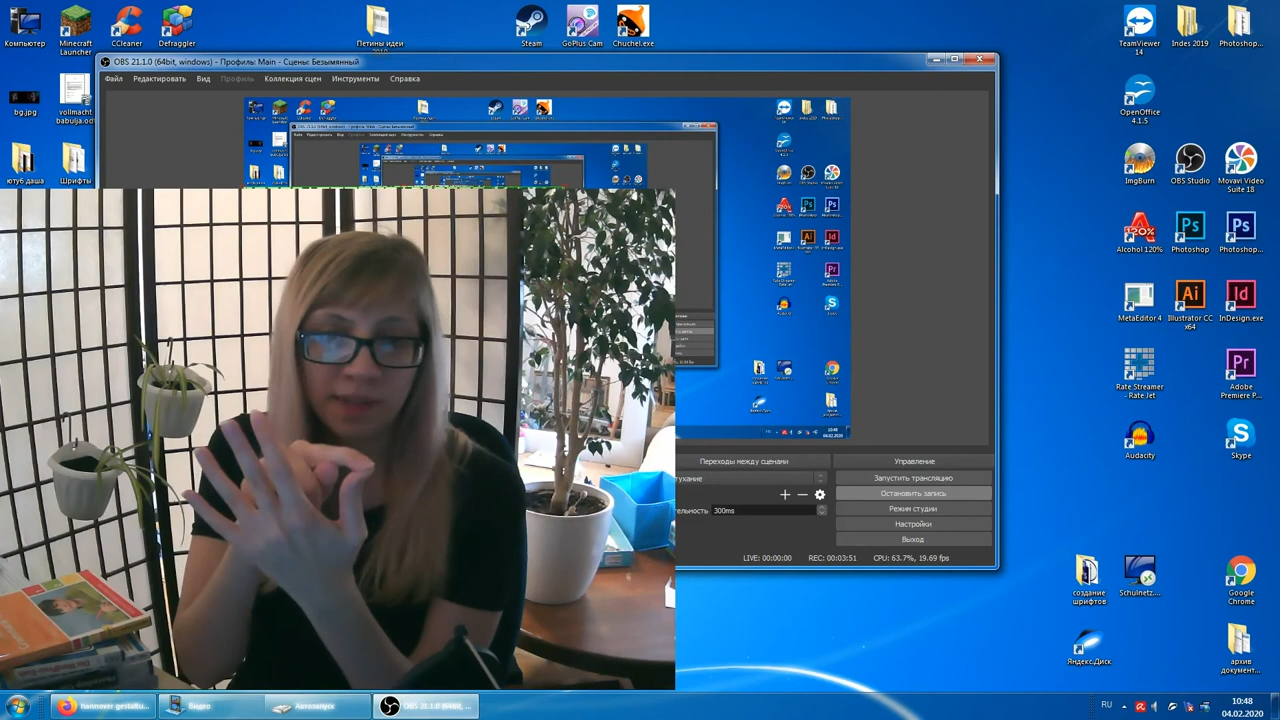 Компьютер
Minecraft
Launcher
CCleaner
Defraggler
Петины идеи
2019
Steam
GoPlus Cam
Chuchel.exe
TeamViewer
14
Indes 2019
Photoshop...
OBS 21.1.0 (64bit, windows) - Профиль: Main - Сцены: Безымянный
Файл
Редактировать
Вид
Профиль
Коллекция сцен
Инструменты
Справка
bg.jpg
vollmacht
babulja.odt
OpenOffice
4.1.5
ютуб даша
Шрифты
ImgBurn
OBS Studio
Movavi Video
Suite 18
Alcohol 120%
Photoshop
Photoshop...
MetaEditor 4
Illustrator CC
x64
InDesign.exe
Rate Streamer
- Rate Jet
Adobe
Premiere P...
Audacity
Skype
Переходы между сценами
Управление
тухание
Запустить трансляцию
Остановить запись
тельность
300ms
Режим студии
Настройки
Выход
LIVE: 00:00:00
REC: 00:03:51
CPU: 63.7%, 19.69 fps
создание
шрифтов
Schulnetz....
Google
Chrome
Яндекс.Диск
архив
документ...
hannover gestaltu...
Видео
Автозапуск
OBS 21.1.0 (64bit, ...
RU
10:48
04.02.2020